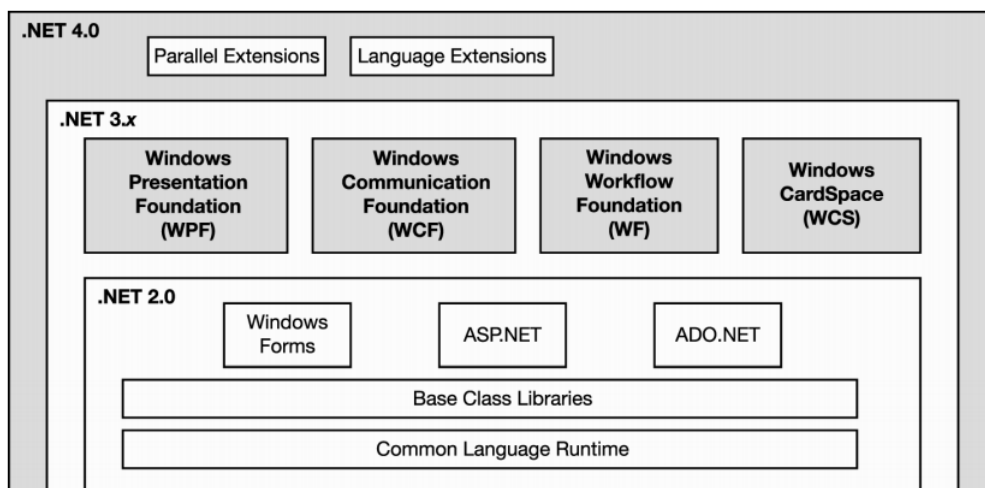 .NET 4.0
Parallel Extensions
Language Extensions
.NET 3.x
Windows
Presentation
Foundation
(WPF)
Windows
Communication
Foundation
(WCF)
Windows
Workflow
Foundation
(WF)
Windows
CardSpace
(WCS)
.NET 2.0
Windows
Forms
ASP.NET
ADO.NET
Base Class Libraries
Common Language Runtime